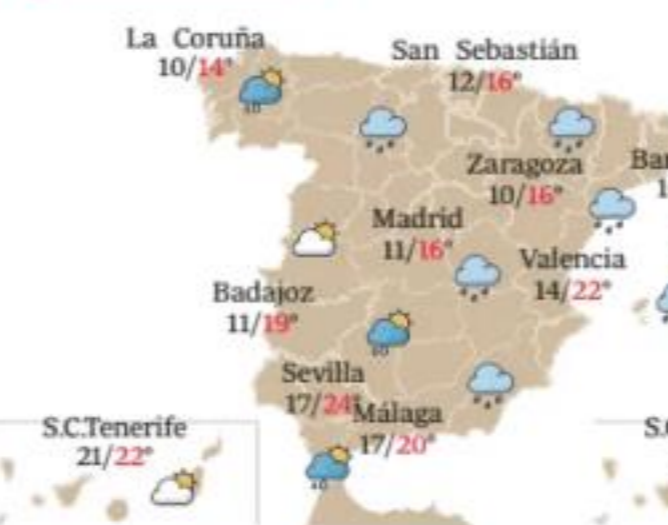 La Coruña
10/14°
San Sebastián
12/16°
Zaragoza
10/16°
Madrid
11/16°
Valencia
14/22°
Badajoz
11/19°
Sevilla
17/24°
Málaga
17/20°
S.C.Tenerife
21/22°